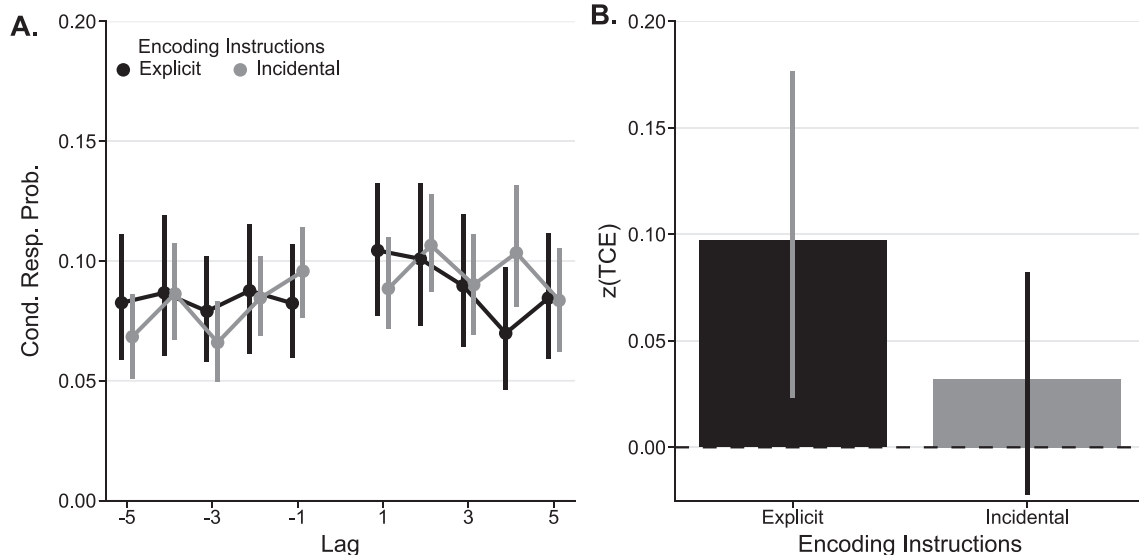 A.
Encoding Instructions
Explicit Incidental
Cond. Resp. Prob.
0.20
0.15
0.10
0.05
0.00
-5 -3 -1 1 3 5
Lag
B.
z(TCE)
0.20
0.15
0.10
0.05
0.00
Explicit Incidental
Encoding Instructions